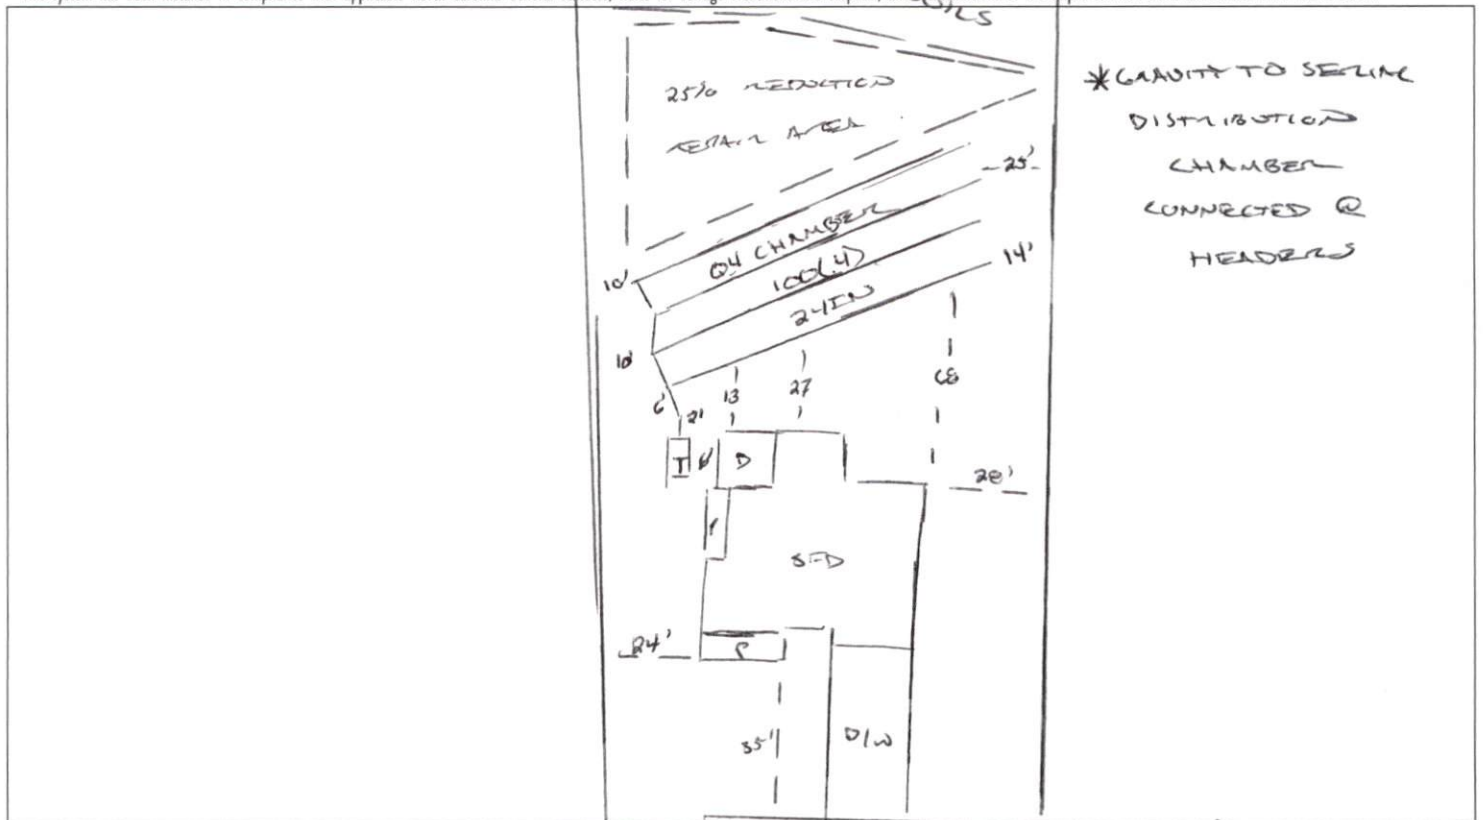 25% REDUCTION
REPAIR AREA
*GRAVITY TO SERIAL
DISTRIBUTION
CHAMBER
CONNECTED @
HEADERS
25'
Q4 CHAMBER
100(4)
24IN
14'
10'
10'
6'
2'
13
27
68
T
D
28'
SFD
24'
P
35'
D/W